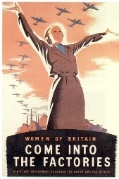 WOMEN OF BRITAIN
COME INTO
THE FACTORIES